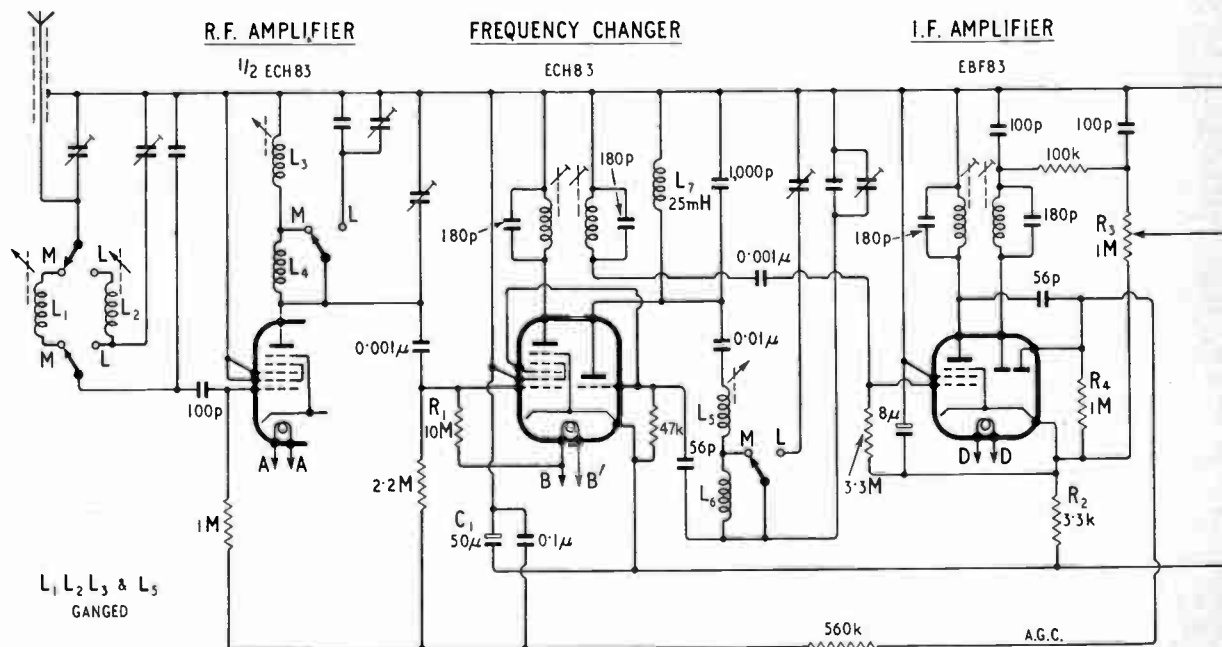 R.F. AMPLIFIER
FREQUENCY CHANGER
I.F. AMPLIFIER
1/2 ECH83
ECH83
EBF83
L3
M
L
L4
180p
180p
L7
25mH
1,000p
100p
100p
100k
180p
180p
R3
1M
M
L
L1
L2
M
L
0·001μ
0·001μ
0·01μ
56p
100p
R1
10M
47k
56p
L5
M
L
L6
8μ
R4
1M
A
A
B
B'
3·3M
D
D
R2
3·3k
1M
2·2M
C1
50μ
0·1μ
L1 L2 L3 & L5
GANGED
560k
A.G.C.